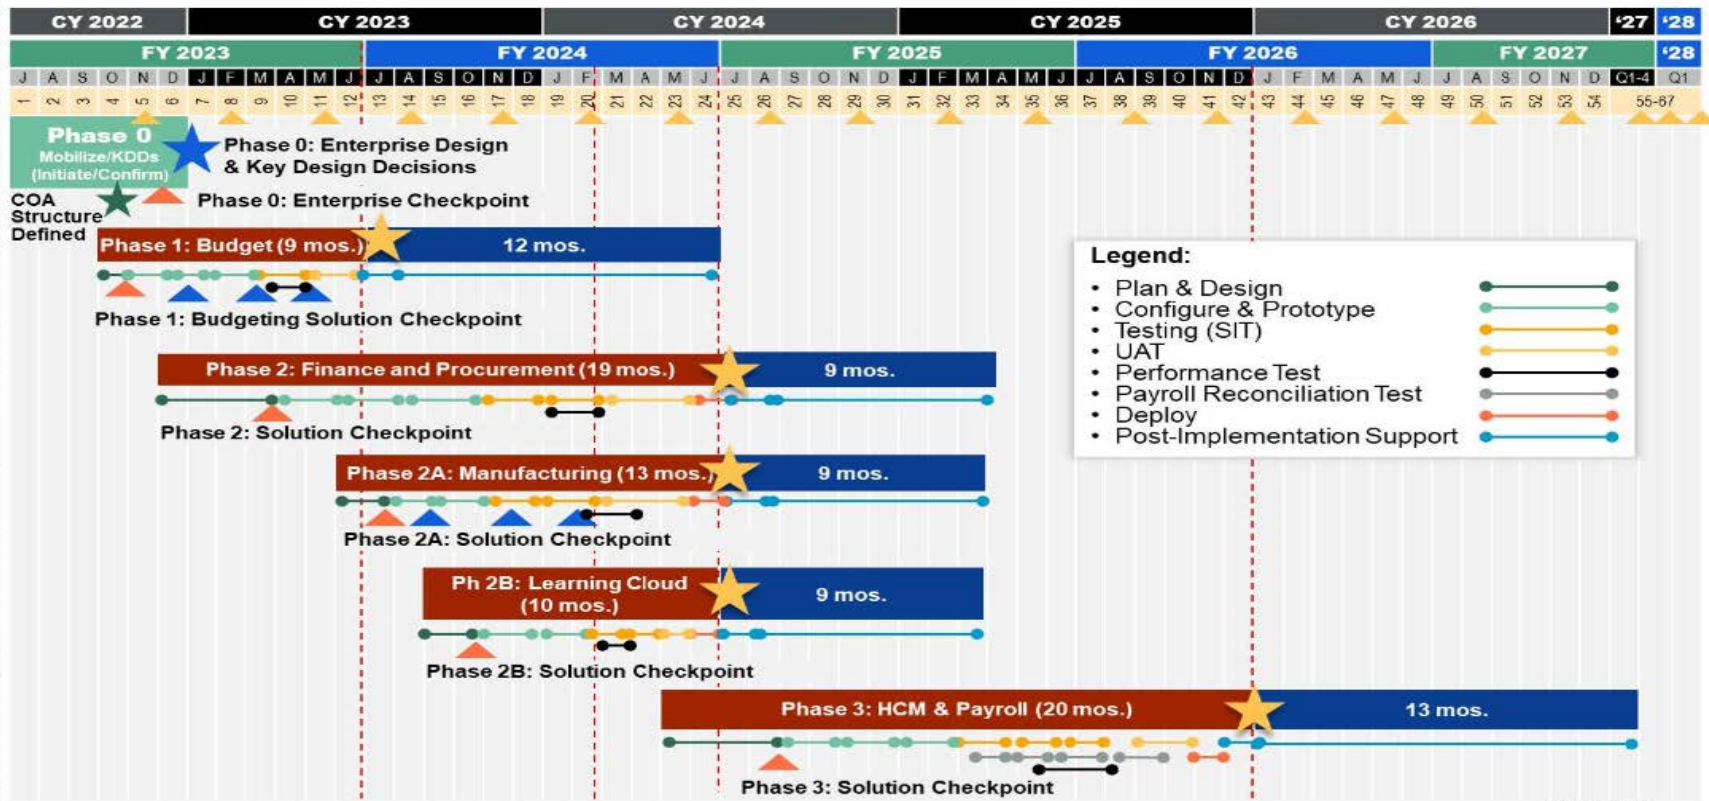 CY 2022 CY 2023 CY 2024 CY 2025 CY 2026 ‘27 ‘28
FY 2023 FY 2024 FY 2025 FY 2026 FY 2027 ‘28
J A S O N D J F M A M J J A S O N D J F M A M J J A S O N D J F M A M J J A S O N D J F M A M J J A S O N D Q1-4 Q1
1 2 3 4 5 6 7 8 9 10 11 12 13 14 15 16 17 18 19 20 21 22 23 24 25 26 27 28 29 30 31 32 33 34 35 36 37 38 39 40 41 42 43 44 45 46 47 48 49 50 51 52 53 54 55-67
Phase 0
Mobilize/KDDs
(Initiate/Confirm)
Phase 0: Enterprise Design
& Key Design Decisions
COA
Structure
Defined
Phase 0: Enterprise Checkpoint
Phase 1: Budget (9 mos.) 12 mos.
Phase 1: Budgeting Solution Checkpoint
Phase 2: Finance and Procurement (19 mos.) 9 mos.
Phase 2: Solution Checkpoint
Phase 2A: Manufacturing (13 mos.) 9 mos.
Phase 2A: Solution Checkpoint
Ph 2B: Learning Cloud
(10 mos.)
9 mos.
Phase 2B: Solution Checkpoint
Phase 3: HCM & Payroll (20 mos.) 13 mos.
Phase 3: Solution Checkpoint
Legend:
• Plan & Design
• Configure & Prototype
• Testing (SIT)
• UAT
• Performance Test
• Payroll Reconciliation Test
• Deploy
• Post-Implementation Support